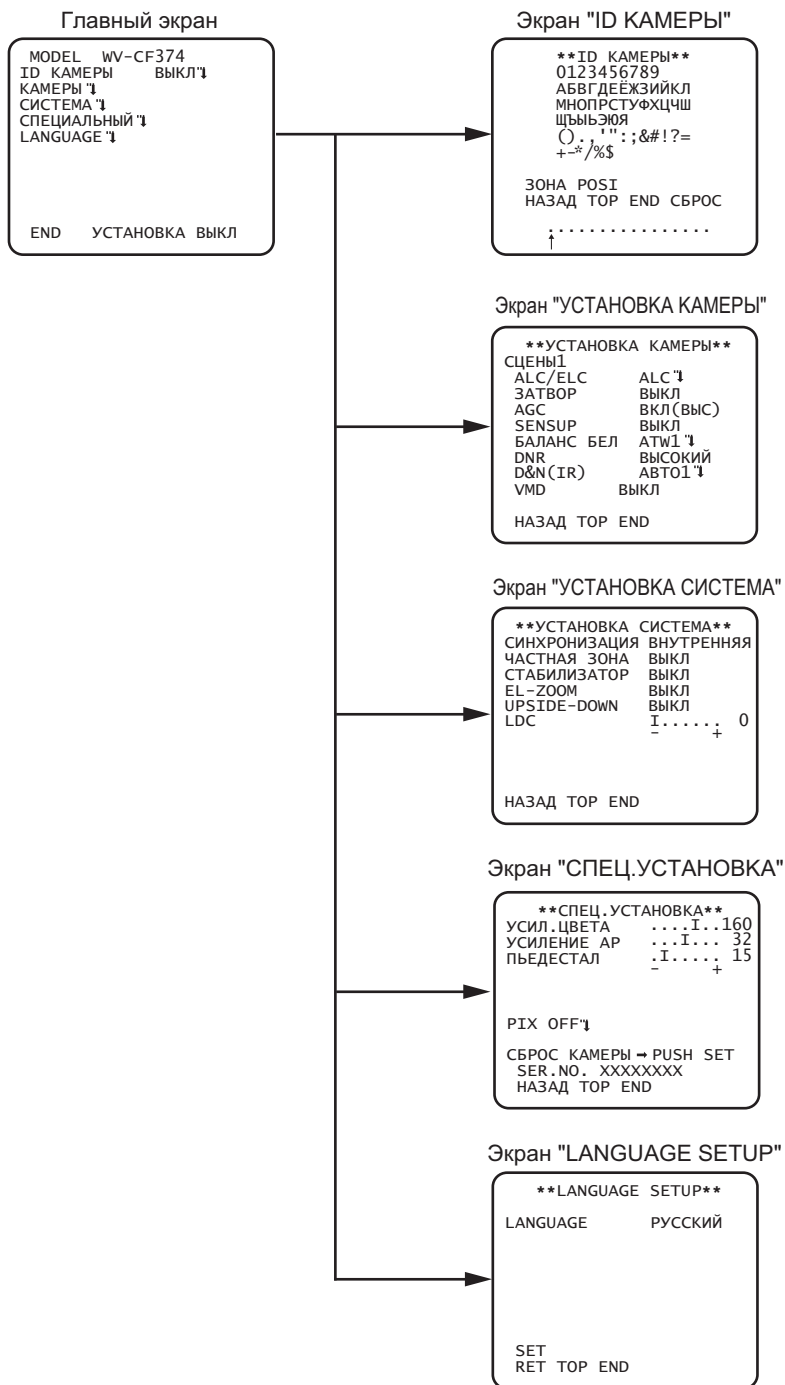 Главный экран
MODEL WV-CF374
ID КАМЕРЫ ВЫКЛ
КАМЕРЫ
СИСТЕМА
СПЕЦИАЛЬНЫЙ
LANGUAGE
END УСТАНОВКА ВЫКЛ
Экран "ID КАМЕРЫ"
**ID КАМЕРЫ**
0123456789
АБВГДЕЁЖЗИЙКЛ
МНОПРСТУФХЦЧШ
ЩЪЫЬЭЮЯ
().,'":;&#!?=
+-*/%$
ЗОНА POSI
НАЗАД TOP END СБРОС
................
↑
Экран "УСТАНОВКА КАМЕРЫ"
**УСТАНОВКА КАМЕРЫ**
СЦЕНЫ1
ALC/ELC ALC
ЗАТВОР ВЫКЛ
AGC ВКЛ(ВЫС)
SENSUP ВЫКЛ
БАЛАНС БЕЛ ATW1
DNR ВЫСОКИЙ
D&N(IR) АВТО1
VMD ВЫКЛ
НАЗАД TOP END
Экран "УСТАНОВКА СИСТЕМА"
**УСТАНОВКА СИСТЕМА**
СИНХРОНИЗАЦИЯ ВНУТРЕННЯЯ
ЧАСТНАЯ ЗОНА ВЫКЛ
СТАБИЛИЗАТОР ВЫКЛ
EL-ZOOM ВЫКЛ
UPSIDE-DOWN ВЫКЛ
LDC I...... 0
- +
НАЗАД TOP END
Экран "СПЕЦ.УСТАНОВКА"
**СПЕЦ.УСТАНОВКА**
УСИЛ.ЦВЕТА ....I..160
УСИЛЕНИЕ АР ...I... 32
ПЬЕДЕСТАЛ .I..... 15
- +
PIX OFF
СБРОС КАМЕРЫ → PUSH SET
SER.NO. XXXXXXXX
НАЗАД TOP END
Экран "LANGUAGE SETUP"
**LANGUAGE SETUP**
LANGUAGE РУССКИЙ
SET
RET TOP END